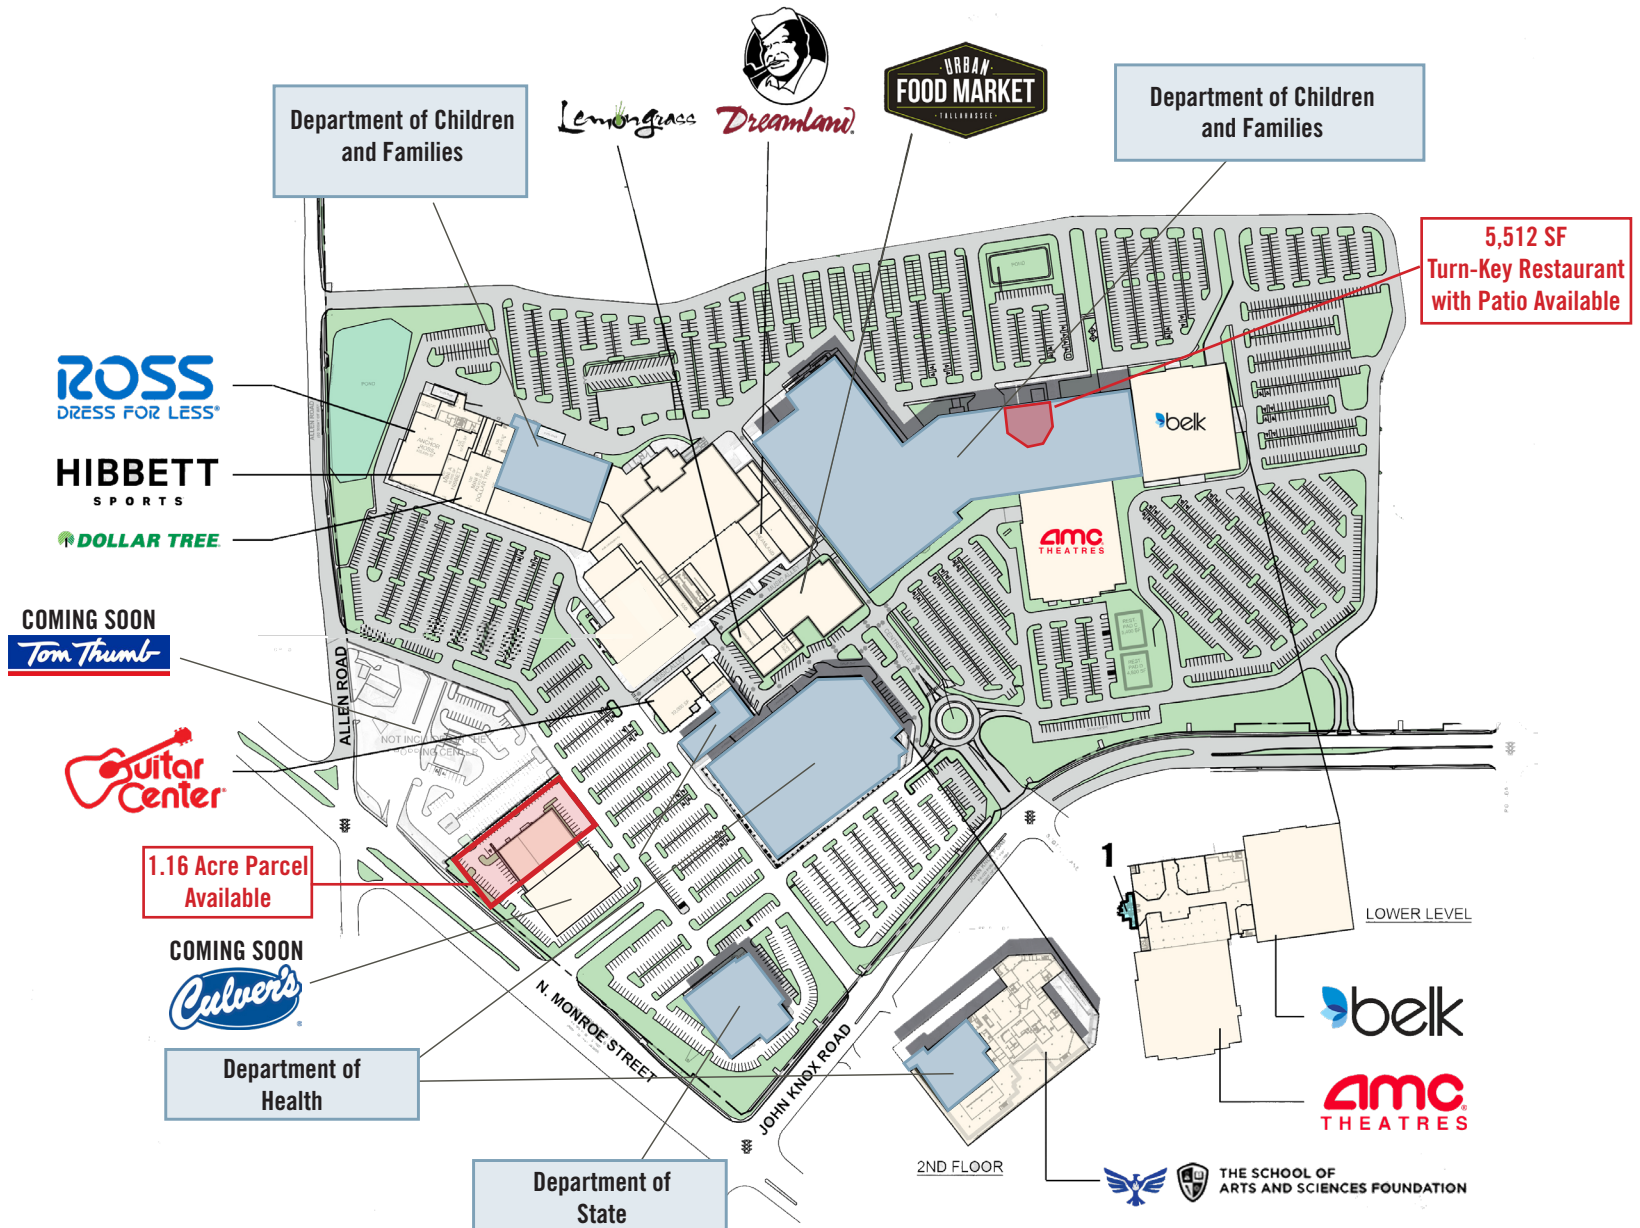 Lemongrass
Dreamland
URBAN
FOOD MARKET
· TALLAHASSEE ·
Department of Children
and Families
Department of Children
and Families
5,512 SF
Turn-Key Restaurant
with Patio Available
POND
POND
ROSS
DRESS FOR LESS
HIBBETT
SPORTS
DOLLAR TREE
belk
amc
THEATRES
COMING SOON
Tom Thumb
ALLEN ROAD
ALLEN ROAD
Guitar
Center
1.16 Acre Parcel
Available
COMING SOON
Culver's
N. MONROE STREET
JOHN KNOX ROAD
Department of
Health
Department of
State
1
LOWER LEVEL
belk
amc
THEATRES
2ND FLOOR
THE SCHOOL OF
ARTS AND SCIENCES FOUNDATION